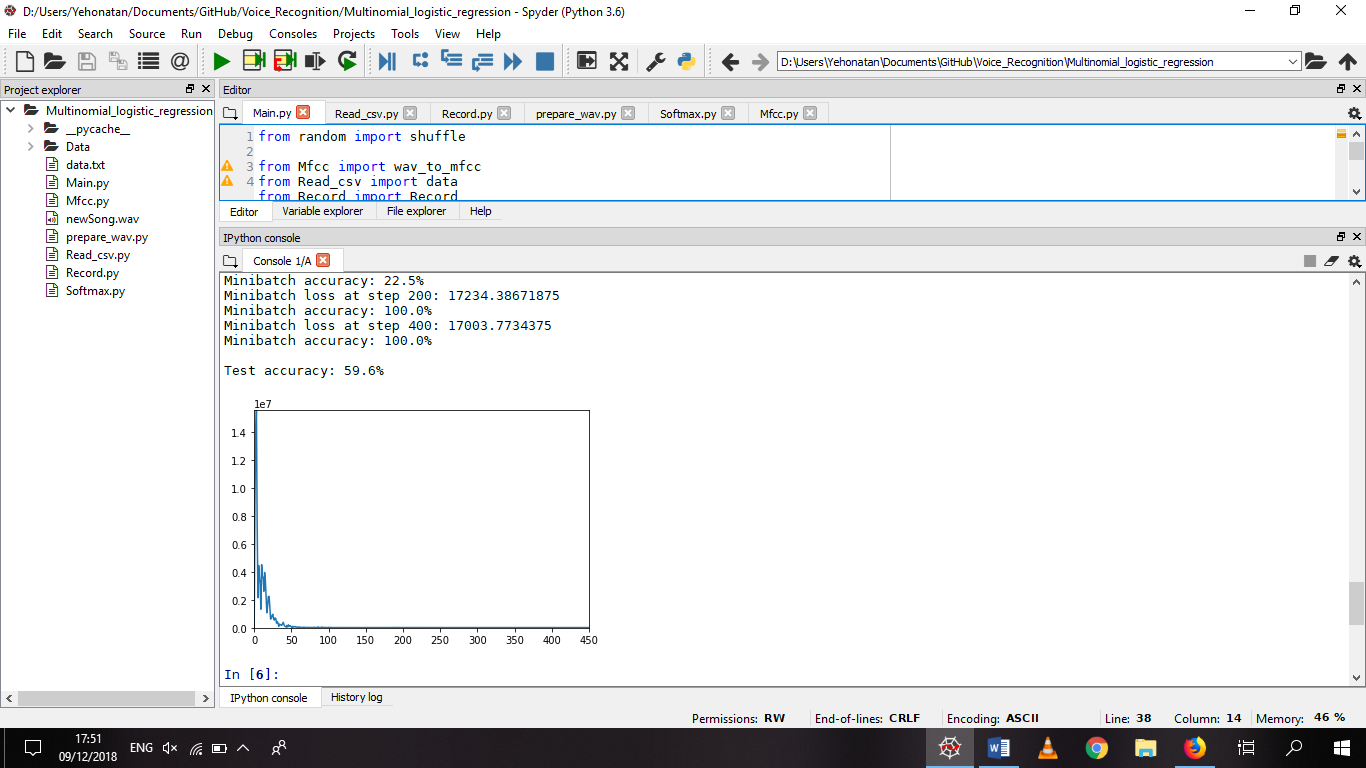 D:/Users/Yehonatan/Documents/GitHub/Voice_Recognition/Multinomial_logistic_regression - Spyder (Python 3.6)
File Edit Search Source Run Debug Consoles Projects Tools View Help
D:\Users\Yehonatan\Documents\GitHub\Voice_Recognition\Multinomial_logistic_regression
Project explorer
Multinomial_logistic_regression
__pycache__
Data
data.txt
Main.py
Mfcc.py
newSong.wav
prepare_wav.py
Read_csv.py
Record.py
Softmax.py
Editor
Main.py Read_csv.py Record.py prepare_wav.py Softmax.py Mfcc.py
1 from random import shuffle
2
3 from Mfcc import wav_to_mfcc
4 from Read_csv import data
from Record import Record
Editor Variable explorer File explorer Help
IPython console
Console 1/A
Minibatch accuracy: 22.5%
Minibatch loss at step 200: 17234.38671875
Minibatch accuracy: 100.0%
Minibatch loss at step 400: 17003.7734375
Minibatch accuracy: 100.0%
Test accuracy: 59.6%
1e7
1.4
1.2
1.0
0.8
0.6
0.4
0.2
0.0
0 50 100 150 200 250 300 350 400 450
In [6]:
IPython console History log
Permissions: RW End-of-lines: CRLF Encoding: ASCII Line: 38 Column: 14 Memory: 46 %
17:51
09/12/2018
ENG